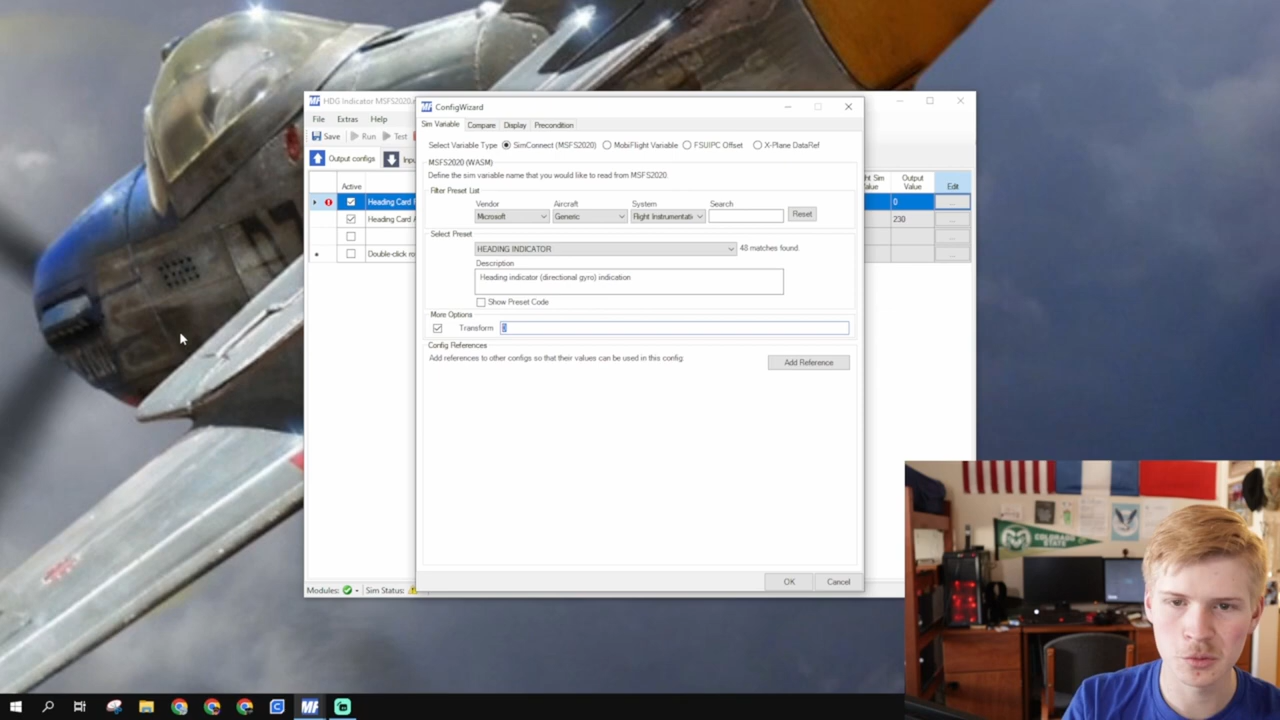 HDG Indicator MSFS2020.
ConfigWizard
File Extras Help
Sim Variable Compare Display Precondition
Save Run Test
Select Variable Type SimConnect (MSFS2020) MobiFlight Variable FSUIPC Offset X-Plane DataRef
Output configs
MSFS2020 (WASM)
Define the sim variable name that you would like to read from MSFS2020.
Filter Preset List
Active
Vendor Aircraft System Search
Microsoft Generic Flight Instrumentati Reset
Output Value
Edit
Heading Card
0
...
Heading Card
230
...
Select Preset
HEADING INDICATOR 48 matches found
Double-click ro
Description
Heading indicator (directional gyro) indication
Show Preset Code
More Options
Transform
Config References
Add references to other configs so that their values can be used in this config
Add Reference
OK Cancel
Modules: Sim Status:
COLORADO
STATE
MF